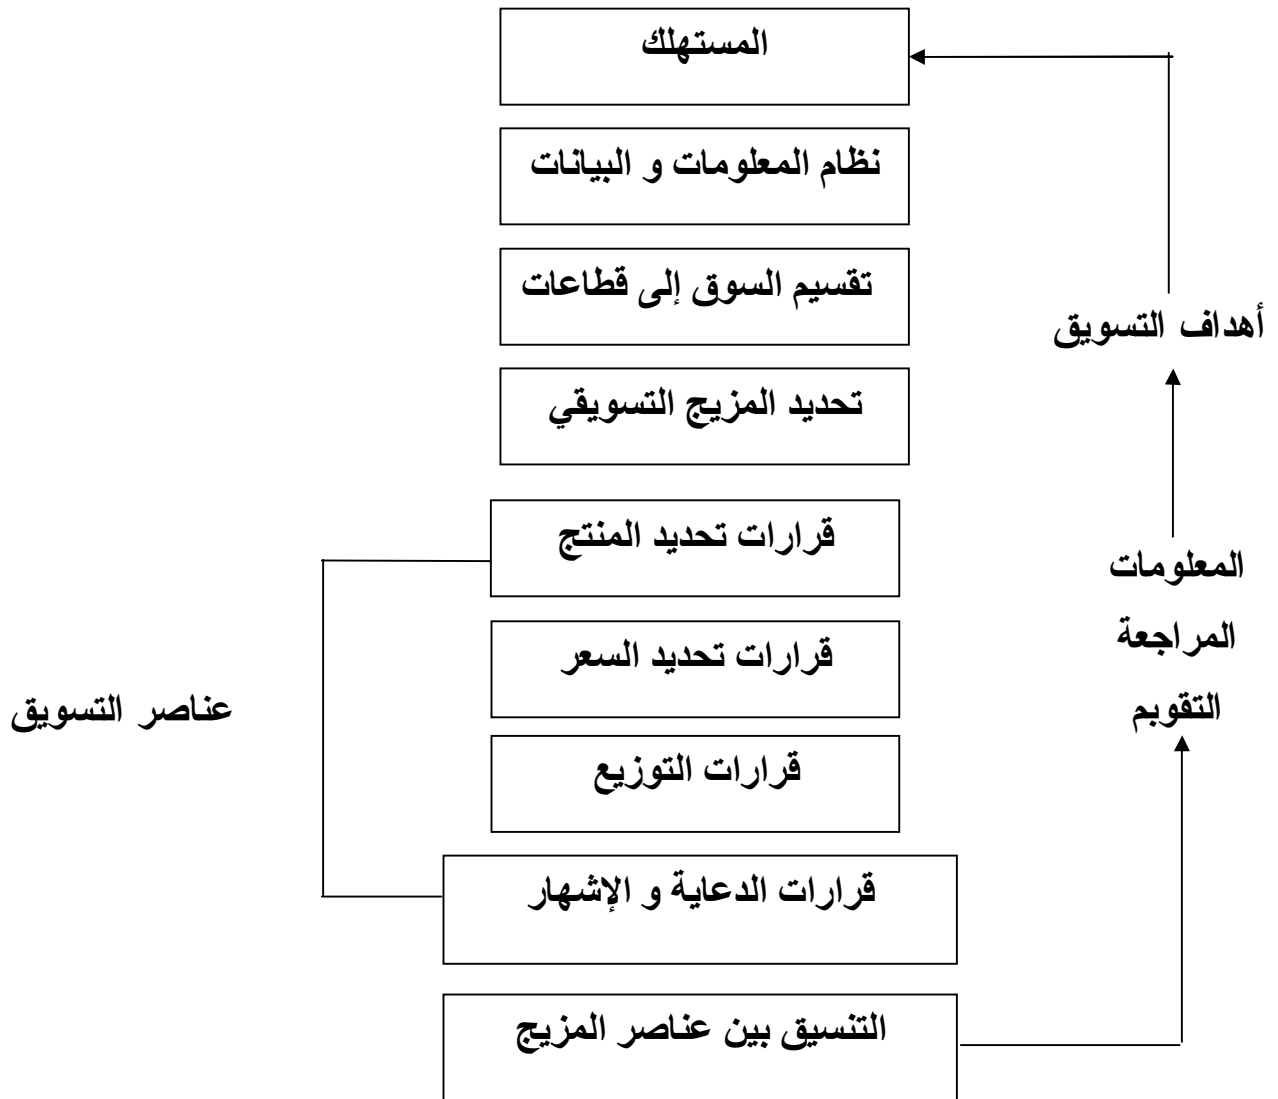 المستهلك
نظام المعلومات و البيانات
تقسيم السوق إلى قطاعات
أهداف التسويق
تحديد المزيج التسويقي
قرارات تحديد المنتج
المعلومات
المراجعة
التقوبم
قرارات تحديد السعر
عناصر التسويق
قرارات التوزيع
قرارات الدعاية و الإشهار
التنسيق بين عناصر المزيج